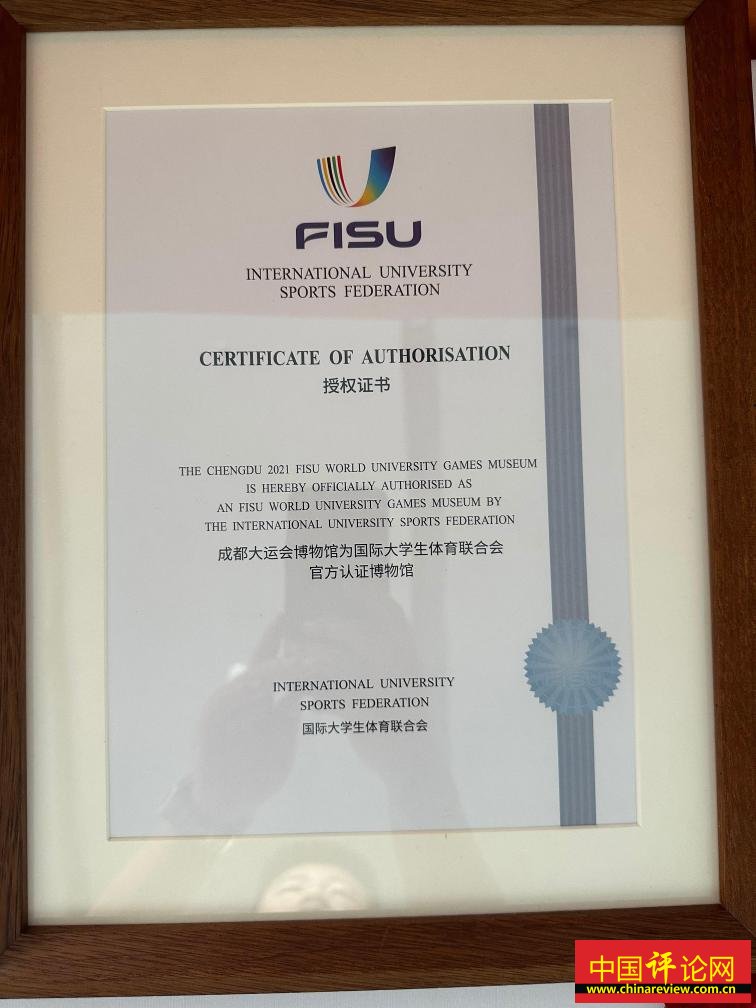 FISU
INTERNATIONAL UNIVERSITY
SPORTS FEDERATION
CERTIFICATE OF AUTHORISATION
授权证书
THE CHENGDU 2021 FISU WORLD UNIVERSITY GAMES MUSEUM
IS HEREBY OFFICIALLY AUTHORISED AS
AN FISU WORLD UNIVERSITY GAMES MUSEUM BY
THE INTERNATIONAL UNIVERSITY SPORTS FEDERATION
成都大运会博物馆为国际大学生体育联合会
官方认证博物馆
INTERNATIONAL UNIVERSITY
SPORTS FEDERATION
国际大学生体育联合会
中国评论网
www.chinareview.com.cn